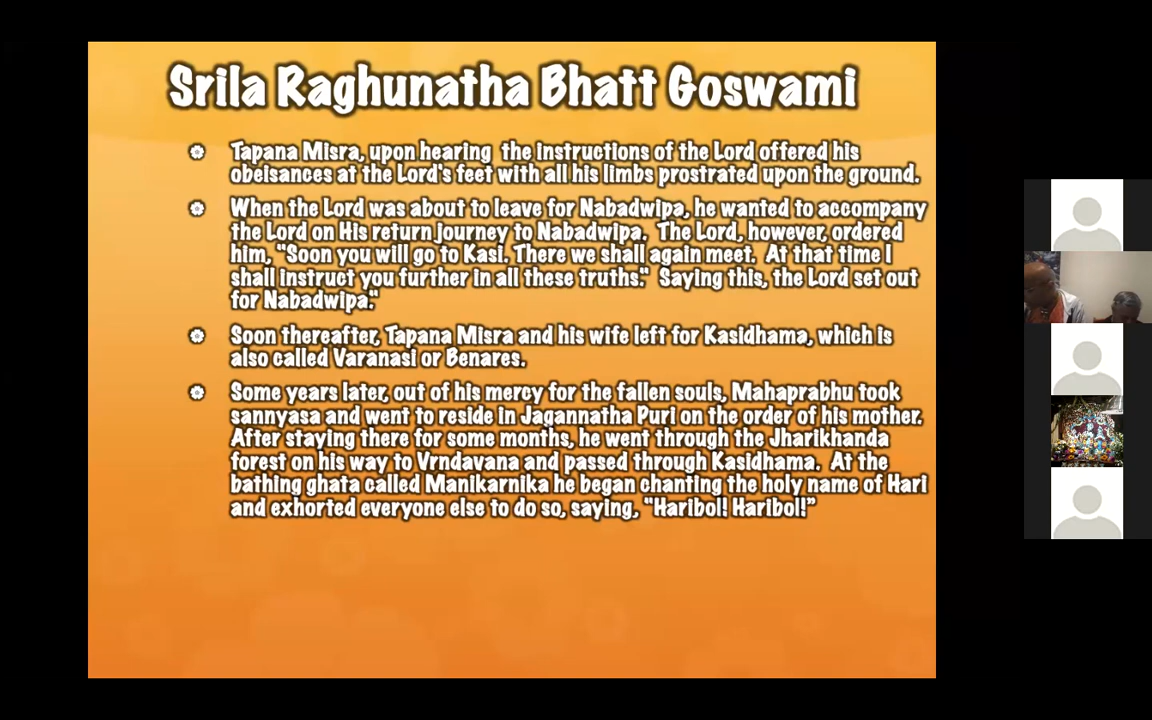 Srila Raghunatha Bhatt Goswami
Tapana Misra, upon hearing the instructions of the Lord offered his
obeisances at the Lord's feet with all his limbs prostrated upon the ground.
When the Lord was about to leave for Nabadwipa, he wanted to accompany
the Lord on His return journey to Nabadwipa. The Lord, however, ordered
him, "Soon you will go to Kasi. There we shall again meet. At that time I
shall instruct you further in all these truths." Saying this, the Lord set out
for Nabadwipa."
Soon thereafter, Tapana Misra and his wife left for Kasidhama, which is
also called Varanasi or Benares.
Some years later, out of his mercy for the fallen souls, Mahaprabhu took
sannyasa and went to reside in Jagannatha Puri on the order of his mother.
After staying there for some months, he went through the Jharikhanda
forest on his way to Vrndavana and passed through Kasidhama. At the
bathing ghata called Manikarnika he began chanting the holy name of Hari
and exhorted everyone else to do so, saying, "Haribol! Haribol!"